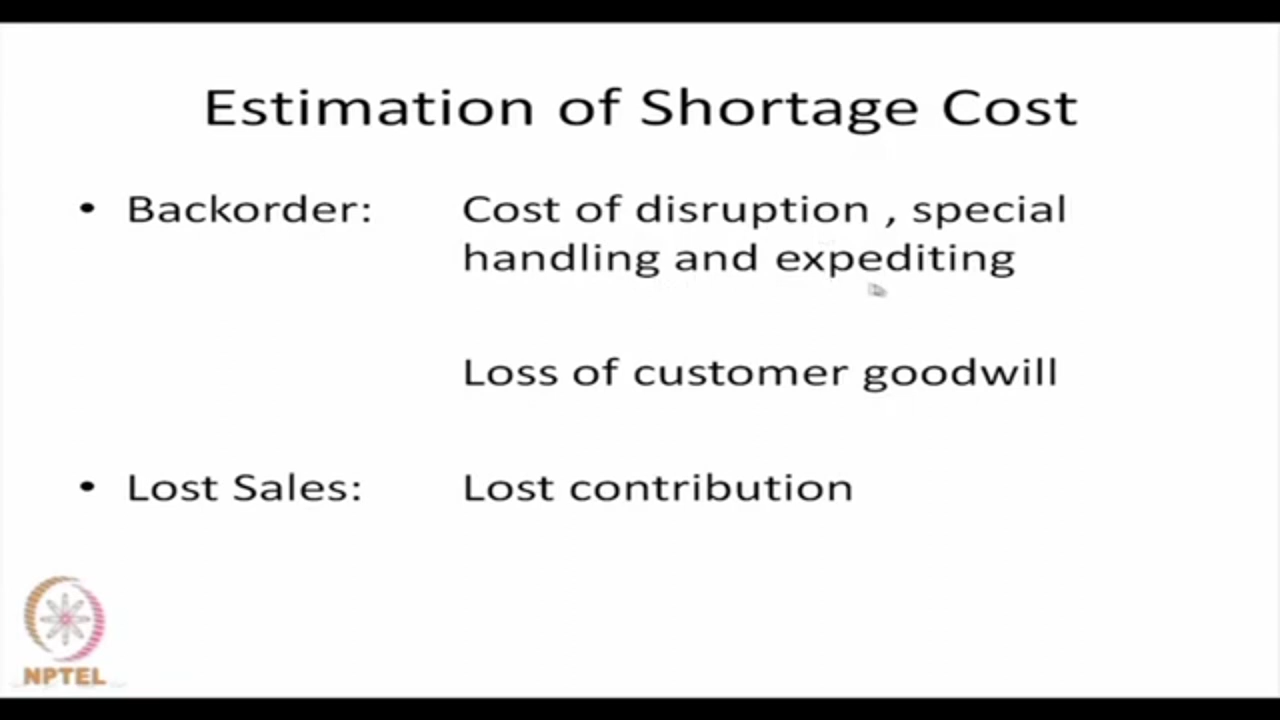 Estimation of Shortage Cost
• Backorder: Cost of disruption , special
handling and expediting
Loss of customer goodwill
• Lost Sales: Lost contribution
NPTEL